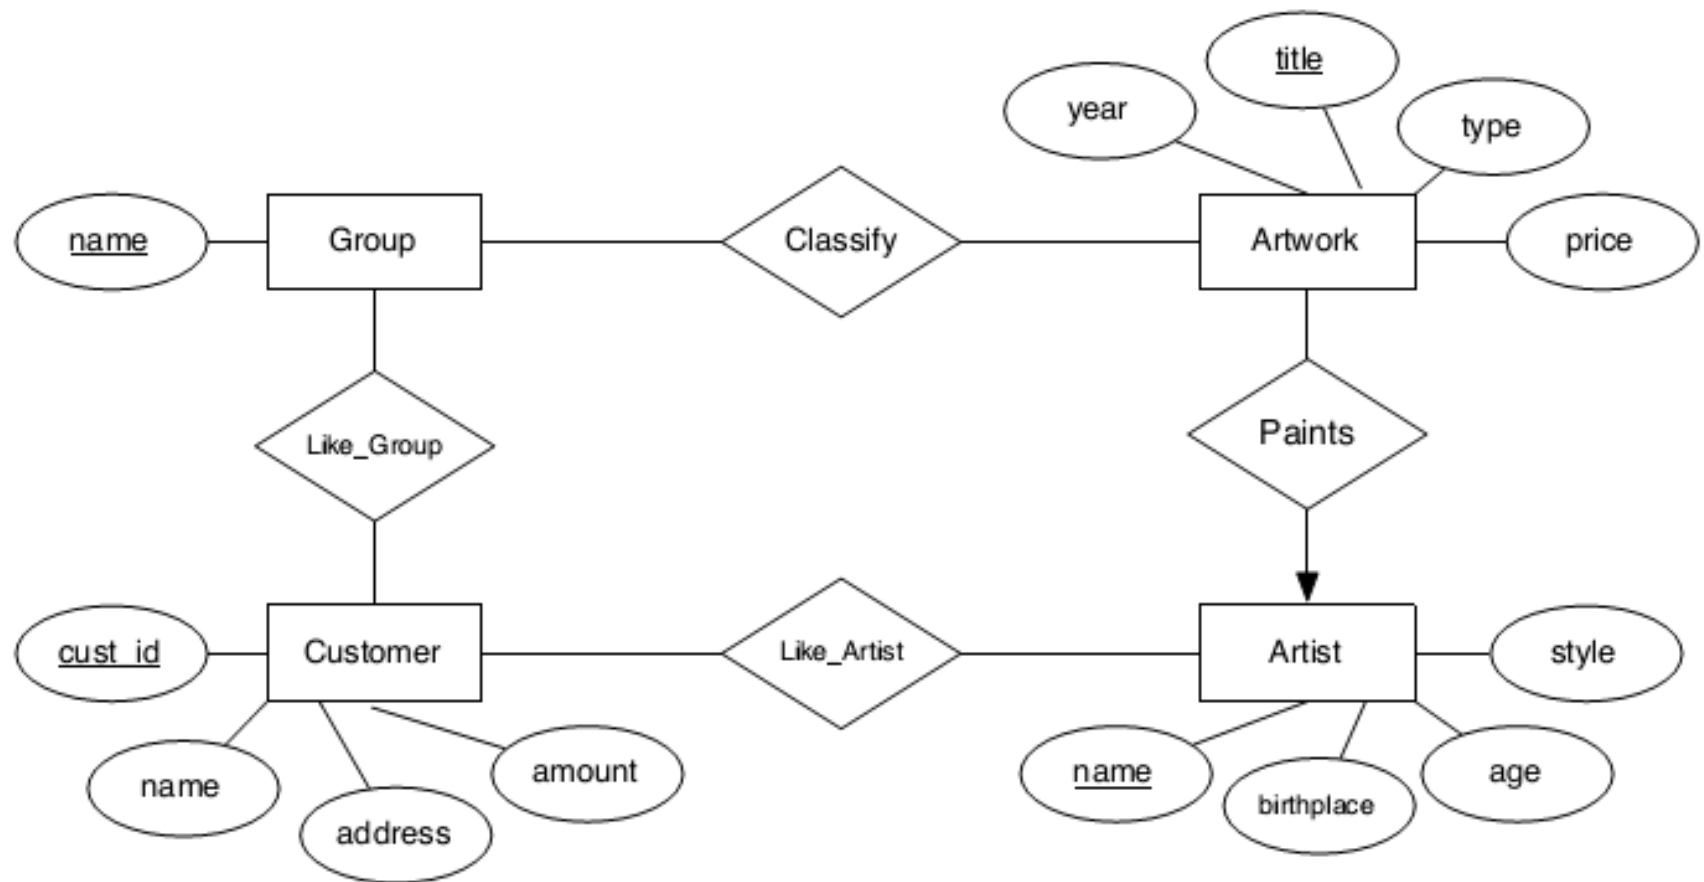 title
year
type
name
Group
Classify
Artwork
price
Like_Group
Paints
cust_id
Customer
Like_Artist
Artist
style
name
address
amount
name
birthplace
age